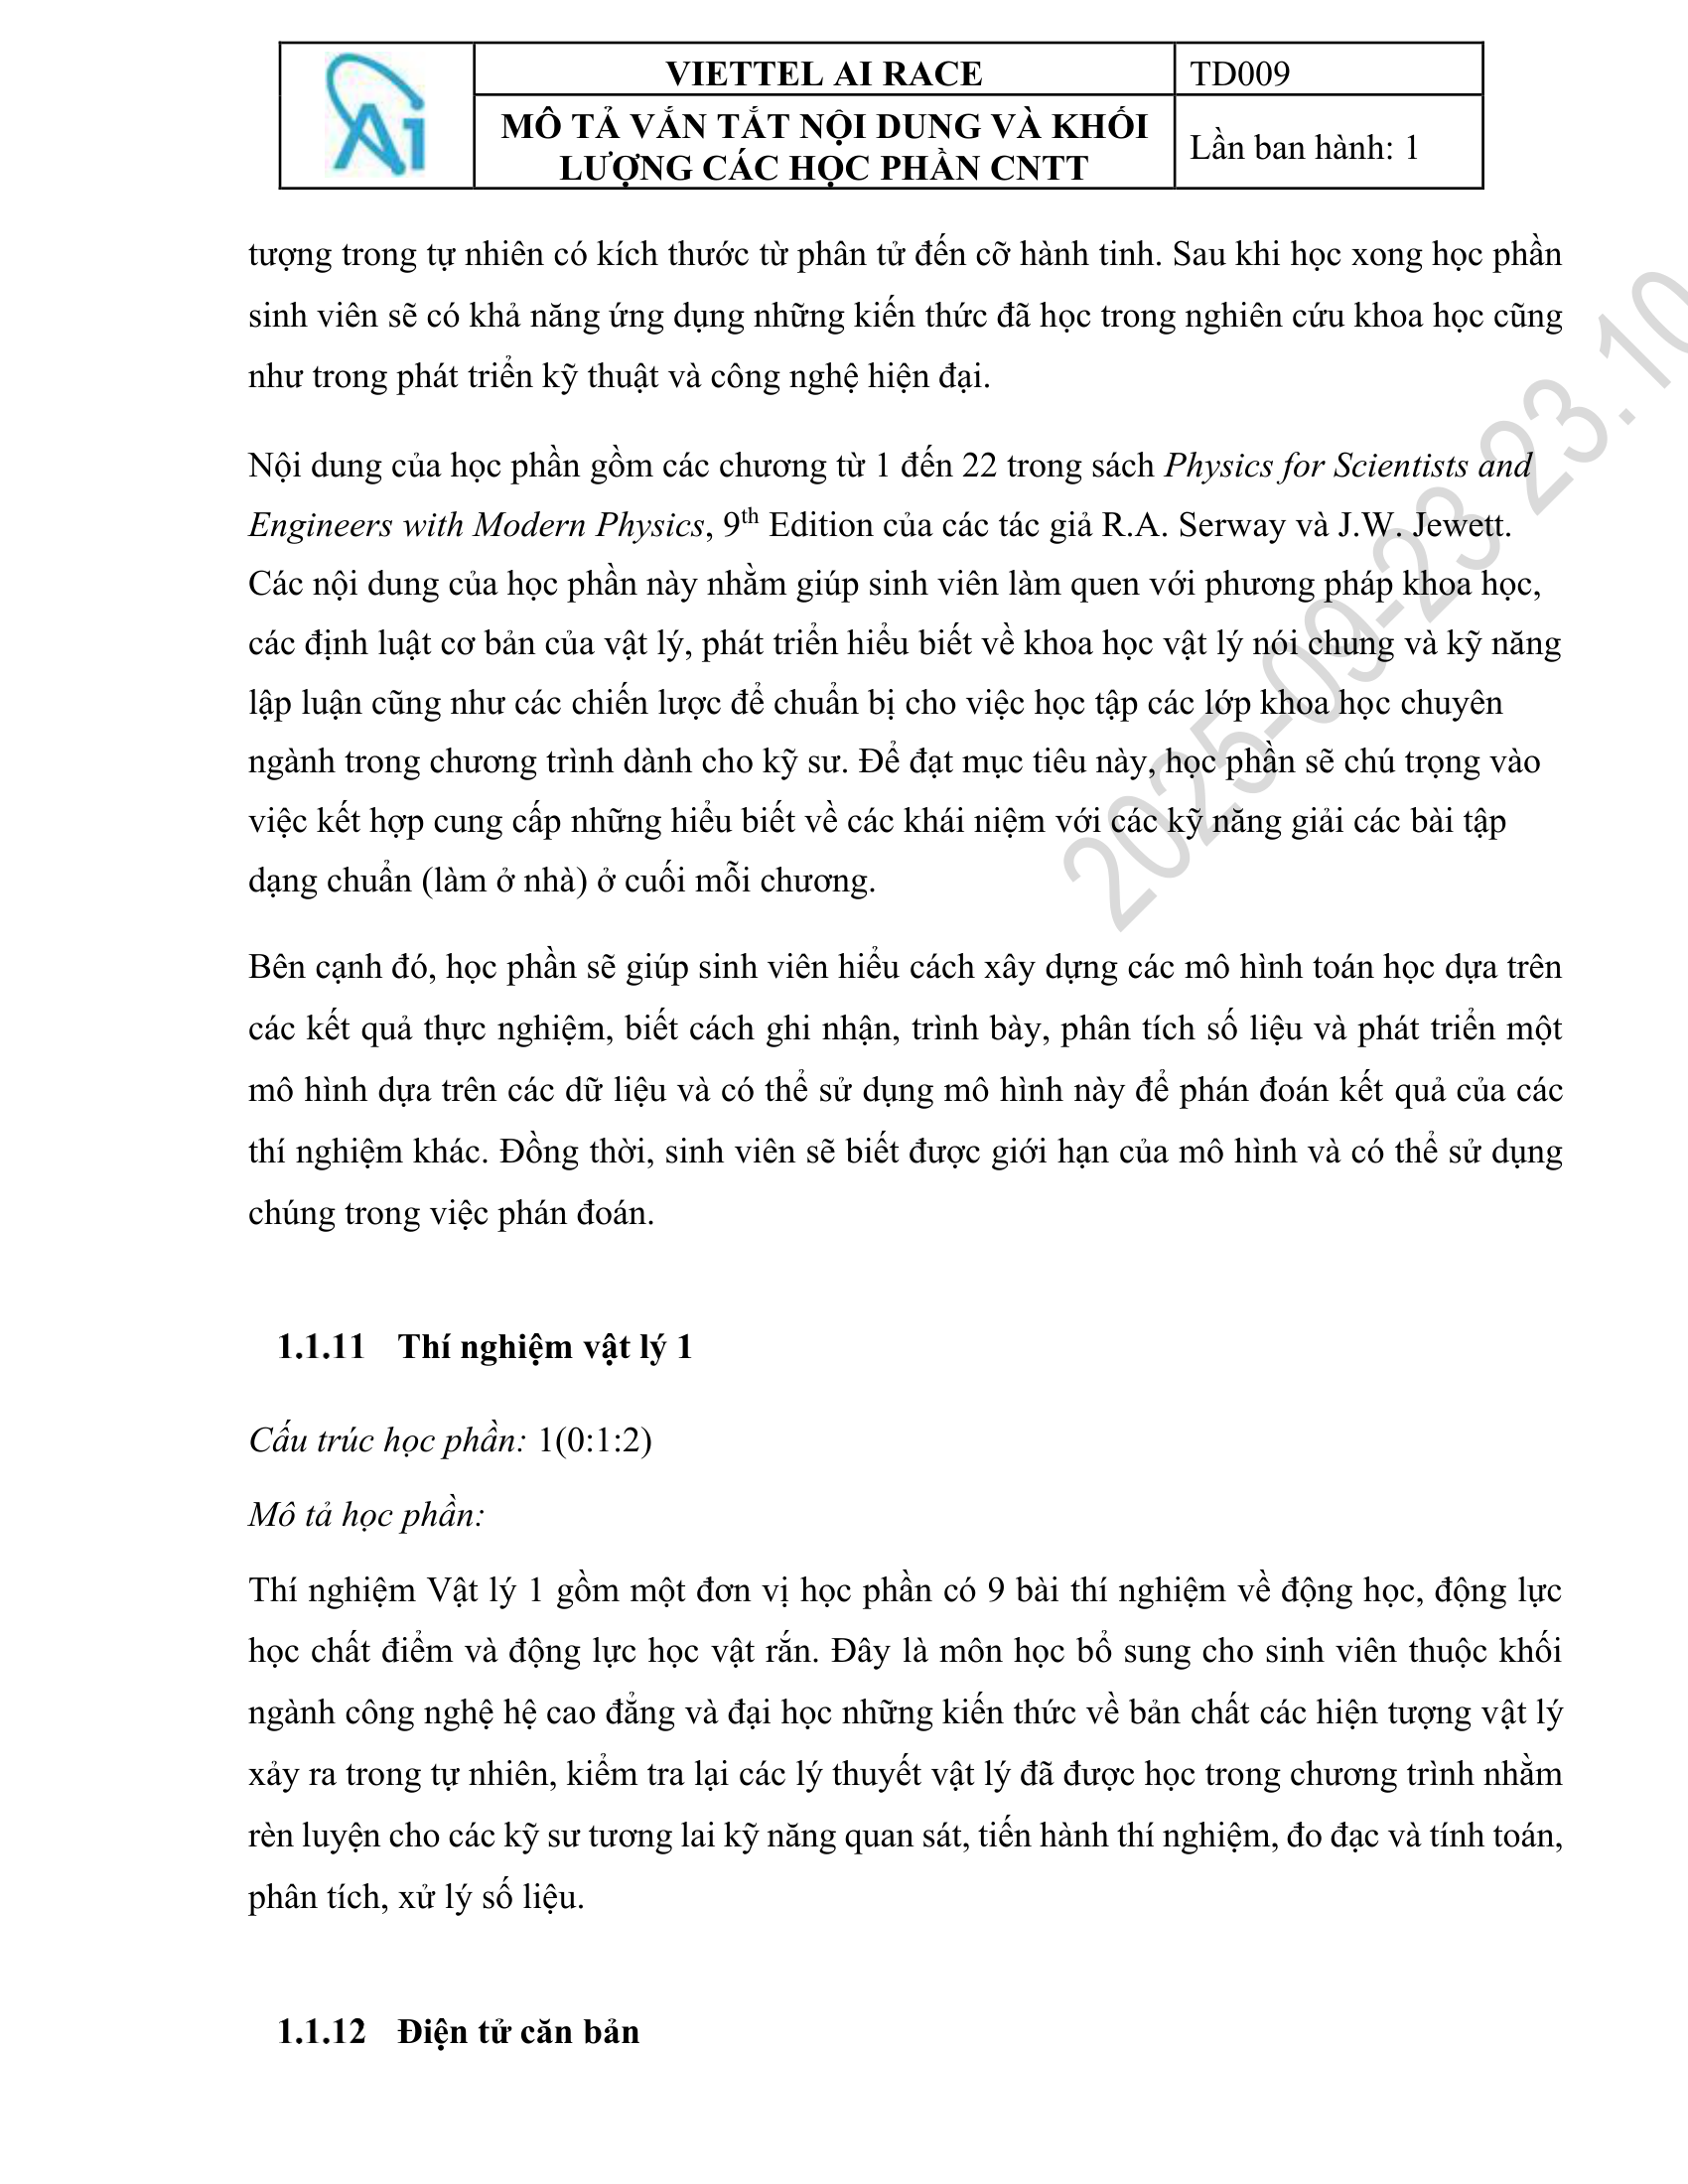 Ai
VIETTEL AI RACE
TD009
MÔ TẢ VẮN TẮT NỘI DUNG VÀ KHỐI
LƯỢNG CÁC HỌC PHẦN CNTT
Lần ban hành: 1
tượng trong tự nhiên có kích thước từ phân tử đến cỡ hành tinh. Sau khi học xong học phần
sinh viên sẽ có khả năng ứng dụng những kiến thức đã học trong nghiên cứu khoa học cũng
như trong phát triển kỹ thuật và công nghệ hiện đại.
Nội dung của học phần gồm các chương từ 1 đến 22 trong sách Physics for Scientists and
Engineers with Modern Physics, 9th Edition của các tác giả R.A. Serway và J.W. Jewett.
Các nội dung của học phần này nhằm giúp sinh viên làm quen với phương pháp khoa học,
các định luật cơ bản của vật lý, phát triển hiểu biết về khoa học vật lý nói chung và kỹ năng
lập luận cũng như các chiến lược để chuẩn bị cho việc học tập các lớp khoa học chuyên
ngành trong chương trình dành cho kỹ sư. Để đạt mục tiêu này, học phần sẽ chú trọng vào
việc kết hợp cung cấp những hiểu biết về các khái niệm với các kỹ năng giải các bài tập
dạng chuẩn (làm ở nhà) ở cuối mỗi chương.
Bên cạnh đó, học phần sẽ giúp sinh viên hiểu cách xây dựng các mô hình toán học dựa trên
các kết quả thực nghiệm, biết cách ghi nhận, trình bày, phân tích số liệu và phát triển một
mô hình dựa trên các dữ liệu và có thể sử dụng mô hình này để phán đoán kết quả của các
thí nghiệm khác. Đồng thời, sinh viên sẽ biết được giới hạn của mô hình và có thể sử dụng
chúng trong việc phán đoán.
1.1.11 Thí nghiệm vật lý 1
Cấu trúc học phần: 1(0:1:2)
Mô tả học phần:
Thí nghiệm Vật lý 1 gồm một đơn vị học phần có 9 bài thí nghiệm về động học, động lực
học chất điểm và động lực học vật rắn. Đây là môn học bổ sung cho sinh viên thuộc khối
ngành công nghệ hệ cao đẳng và đại học những kiến thức về bản chất các hiện tượng vật lý
xảy ra trong tự nhiên, kiểm tra lại các lý thuyết vật lý đã được học trong chương trình nhằm
rèn luyện cho các kỹ sư tương lai kỹ năng quan sát, tiến hành thí nghiệm, đo đạc và tính toán,
phân tích, xử lý số liệu.
1.1.12 Điện tử căn bản
2025-09-23 23.10